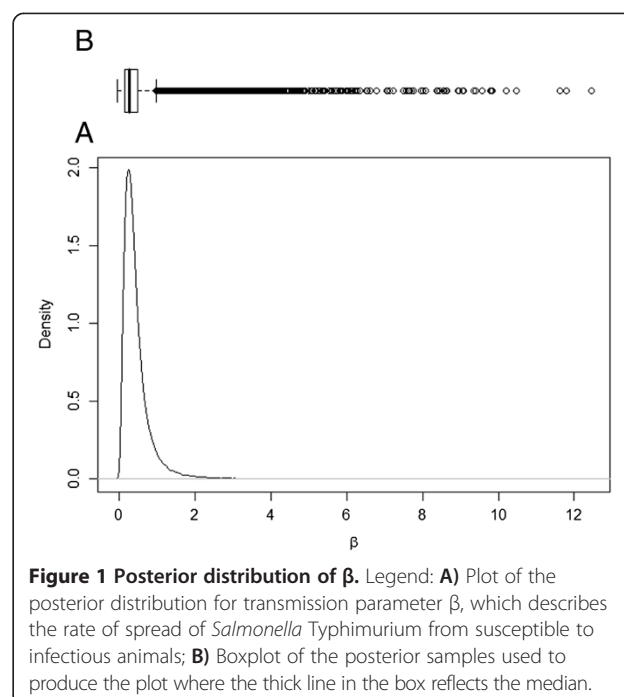 B
A
2.0
1.5
1.0
0.5
0.0
Density
0 2 4 6 8 10 12
β
Figure 1 Posterior distribution of β. Legend: A) Plot of the
posterior distribution for transmission parameter β, which describes
the rate of spread of Salmonella Typhimurium from susceptible to
infectious animals; B) Boxplot of the posterior samples used to
produce the plot where the thick line in the box reflects the median.